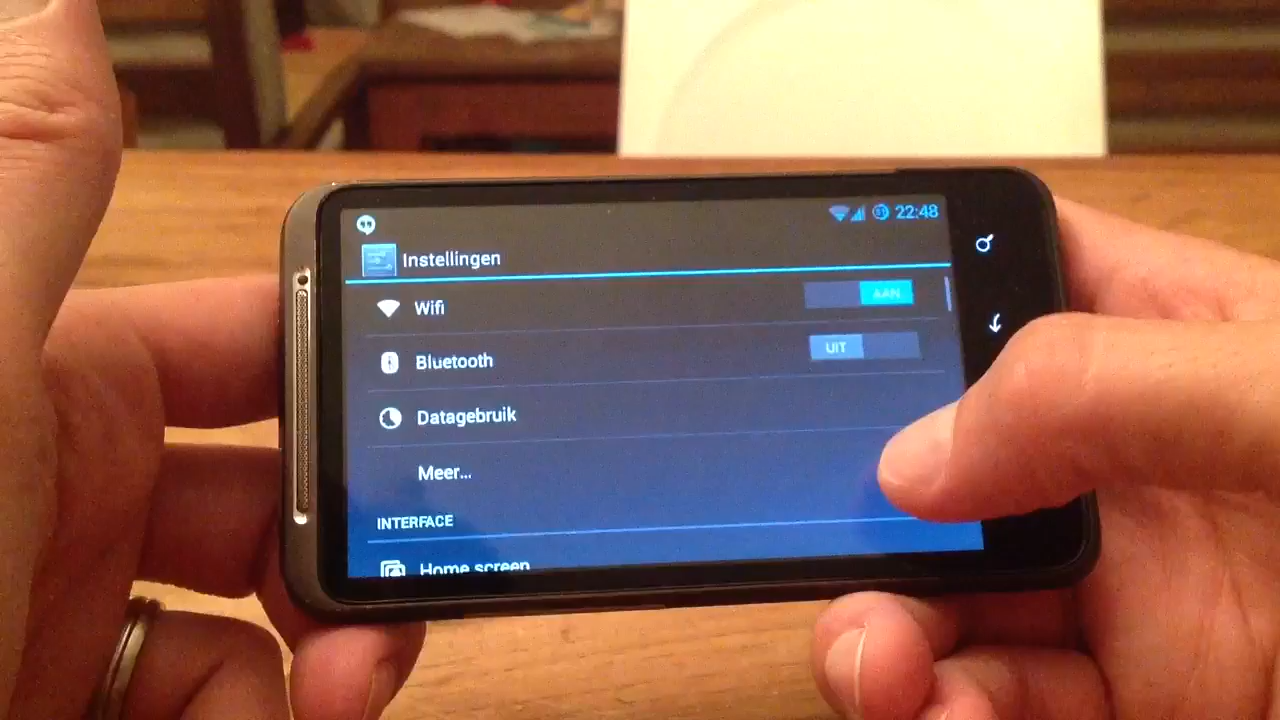 22:48
Instellingen
Wifi
AAN
Bluetooth
UIT
Datagebruik
Meer...
INTERFACE
Home screen